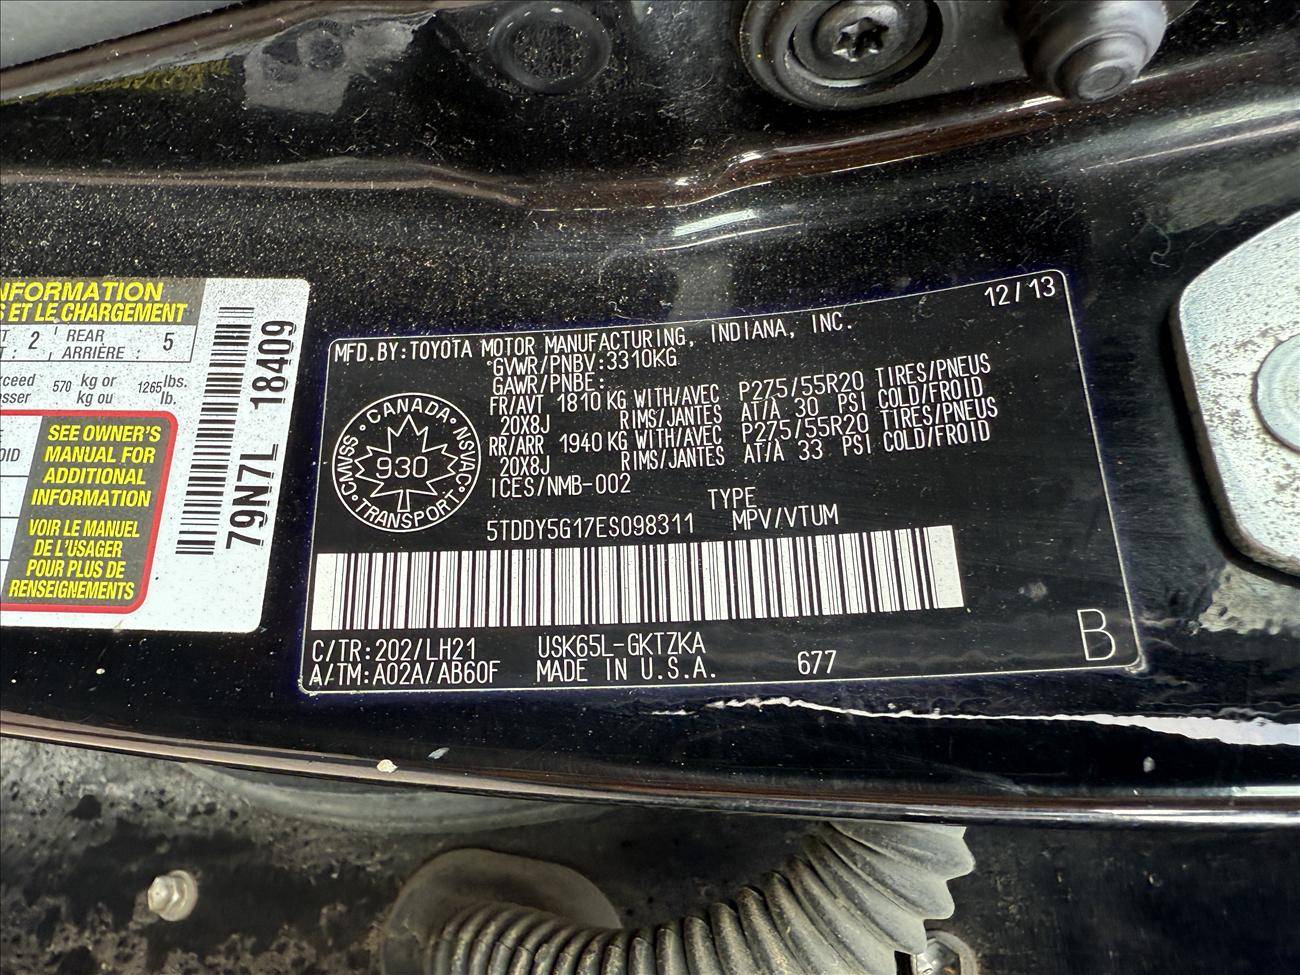 NFORMATION
S ET LE CHARGEMENT
2 REAR ARRIÈRE : 5
xceed 570 kg or 1265 lbs.
sser kg ou lb.
SEE OWNER'S
MANUAL FOR
ADDITIONAL
INFORMATION
VOIR LE MANUEL
DE L'USAGER
POUR PLUS DE
RENSEIGNEMENTS
79N7L 18409
12/13
MFD.BY:TOYOTA MOTOR MANUFACTURING, INDIANA, INC.
GVWR/PNBV:3310KG
GAWR/PNBE:
FR/AVT 1810 KG WITH/AVEC P275/55R20 TIRES/PNEUS
20X8J RIMS/JANTES AT/A 30 PSI COLD/FROID
RR/ARR 1940 KG WITH/AVEC P275/55R20 TIRES/PNEUS
20X8J RIMS/JANTES AT/A 33 PSI COLD/FROID
ICES/NMB-002
CANADA
CMVSS · NSVAC
930
TRANSPORT
TYPE
5TDDY5G17ES098311 MPV/VTUM
C/TR:202/LH21 USK65L-GKTZKA
A/TM:A02A/AB60F MADE IN U.S.A. 677
B